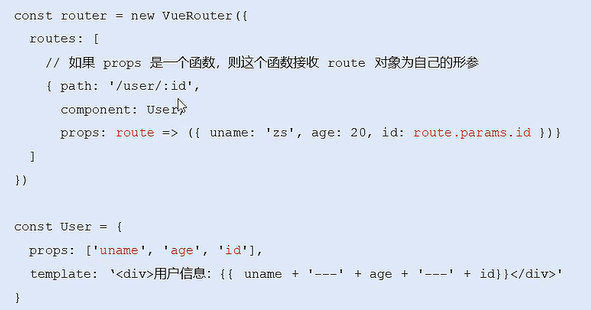 const router = new VueRouter({
routes: [
// 如果 props 是一个函数，则这个函数接收 route 对象为自己的形参
{ path: '/user/:id',
component: User,
props: route => ({ uname: 'zs', age: 20, id: route.params.id })}
]
})
const User = {
props: ['uname', 'age', 'id'],
template: ‘<div>用户信息：{{ uname + '---' + age + '---' + id}}</div>'
}